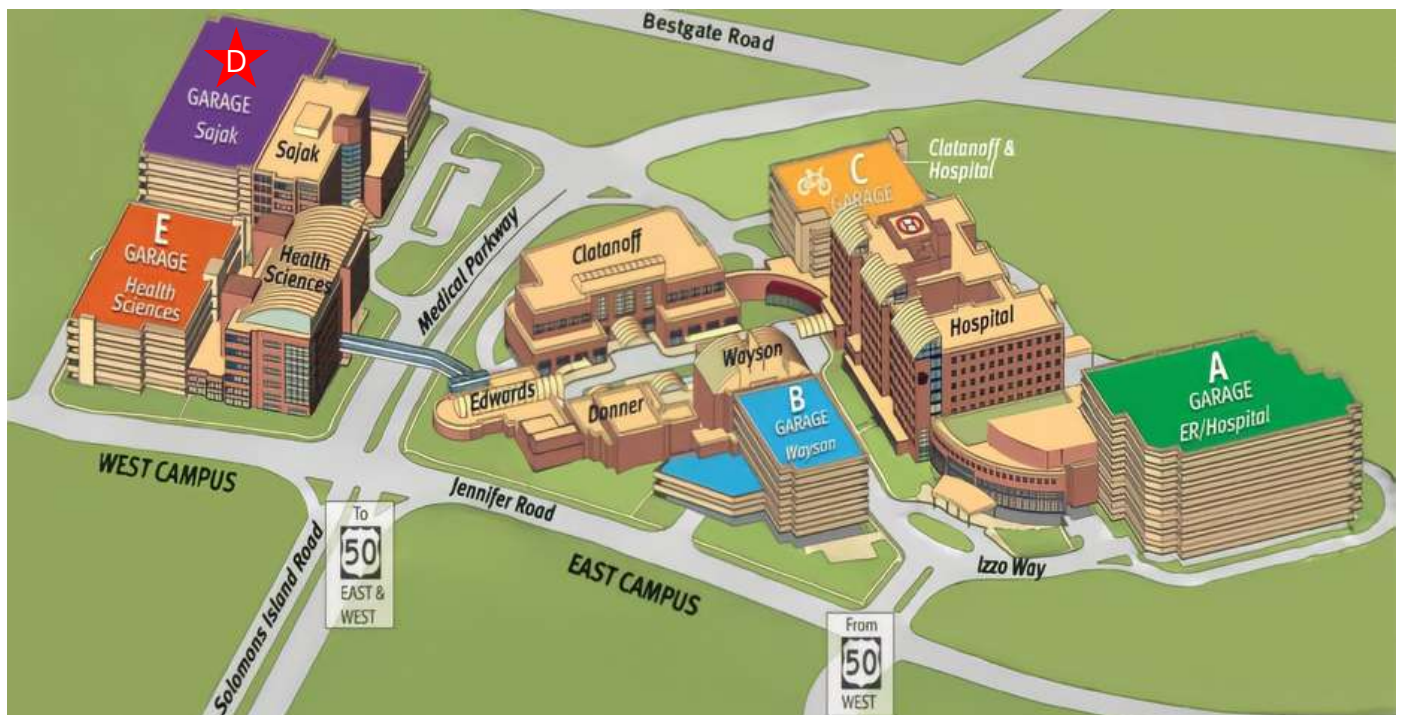 Bestgate Road
D
GARAGE
Sajak
Sajak
C
GARAGE
Clatanoff &
Hospital
E
GARAGE
Health
Sciences
Health
Sciences
Medical Parkway
Clatanoff
H
Hospital
Wayson
Edwards
Donner
B
GARAGE
Wayson
A
GARAGE
ER/Hospital
WEST CAMPUS
Jennifer Road
EAST CAMPUS
Izzo Way
Solomons Island Road
To
50
EAST &
WEST
From
50
WEST